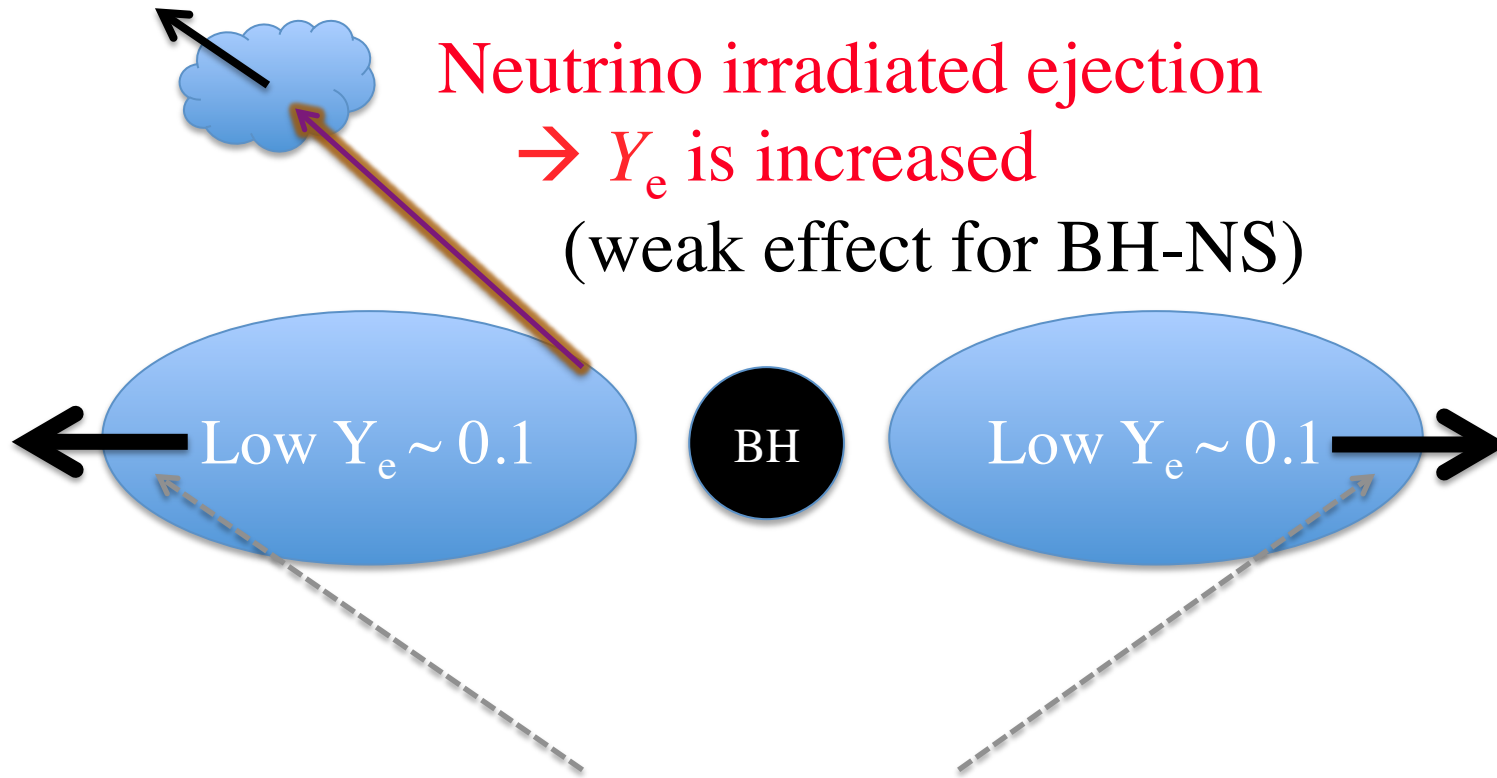 Neutrino irradiated ejection
→ Yₑ is increased
(weak effect for BH-NS)
Low Yₑ ~ 0.1
BH
Low Yₑ ~ 0.1